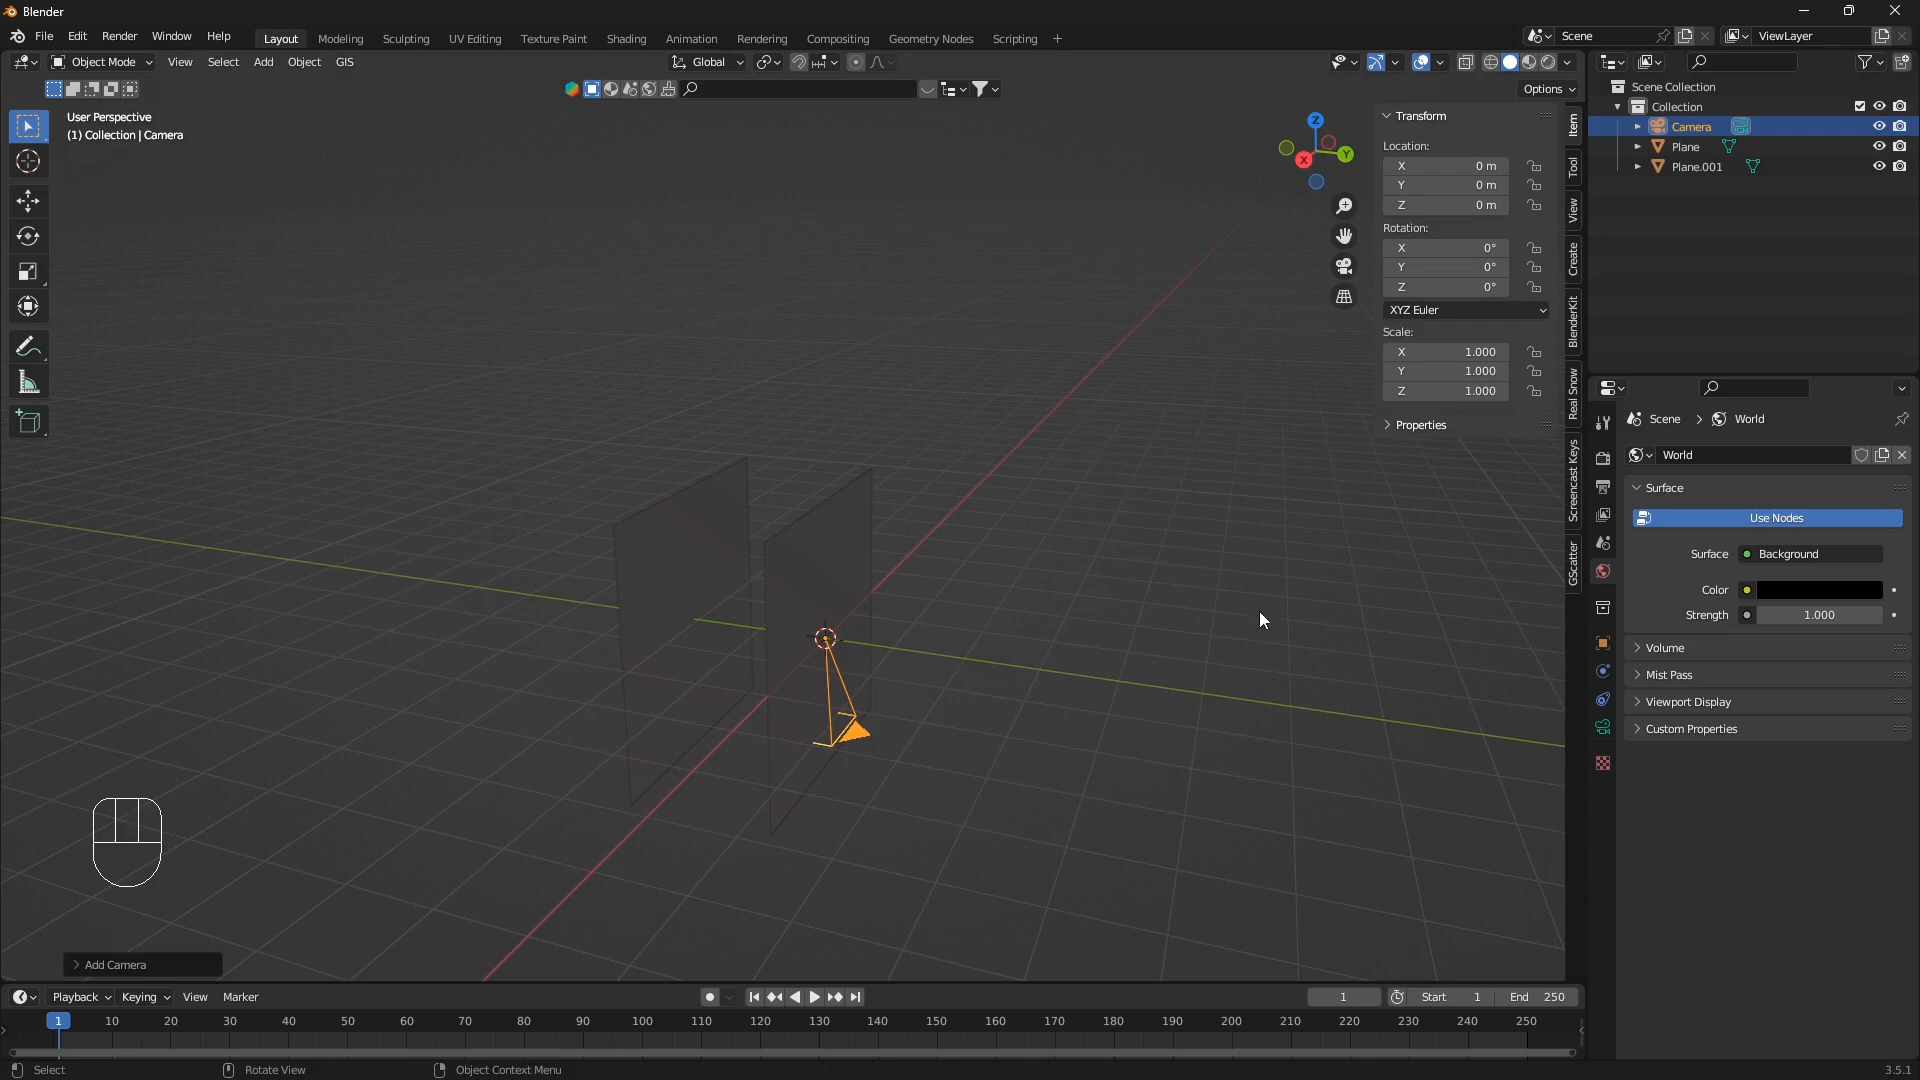 Blender
File Edit Render Window Help Layout Modeling Sculpting UV Editing Texture Paint Shading Animation Rendering Compositing Geometry Nodes Scripting + Scene ViewLayer
Object Mode View Select Add Object GIS Global
Options
User Perspective
(1) Collection | Camera
Z
Y
X
Transform
Location:
X 0 m
Y 0 m
Z 0 m
Rotation:
X 0°
Y 0°
Z 0°
XYZ Euler
Scale:
X 1.000
Y 1.000
Z 1.000
Properties
Item
Tool
View
Create
BlenderKit
Real Snow
Screencast Keys
GScatter
Scene Collection
Collection
Camera
Plane
Plane.001
Scene > World
World
Surface
Use Nodes
Surface Background
Color
Strength 1.000
Volume
Mist Pass
Viewport Display
Custom Properties
Add Camera
Playback Keying View Marker 1 Start 1 End 250
1 10 20 30 40 50 60 70 80 90 100 110 120 130 140 150 160 170 180 190 200 210 220 230 240 250
Select Rotate View Object Context Menu 3.5.1